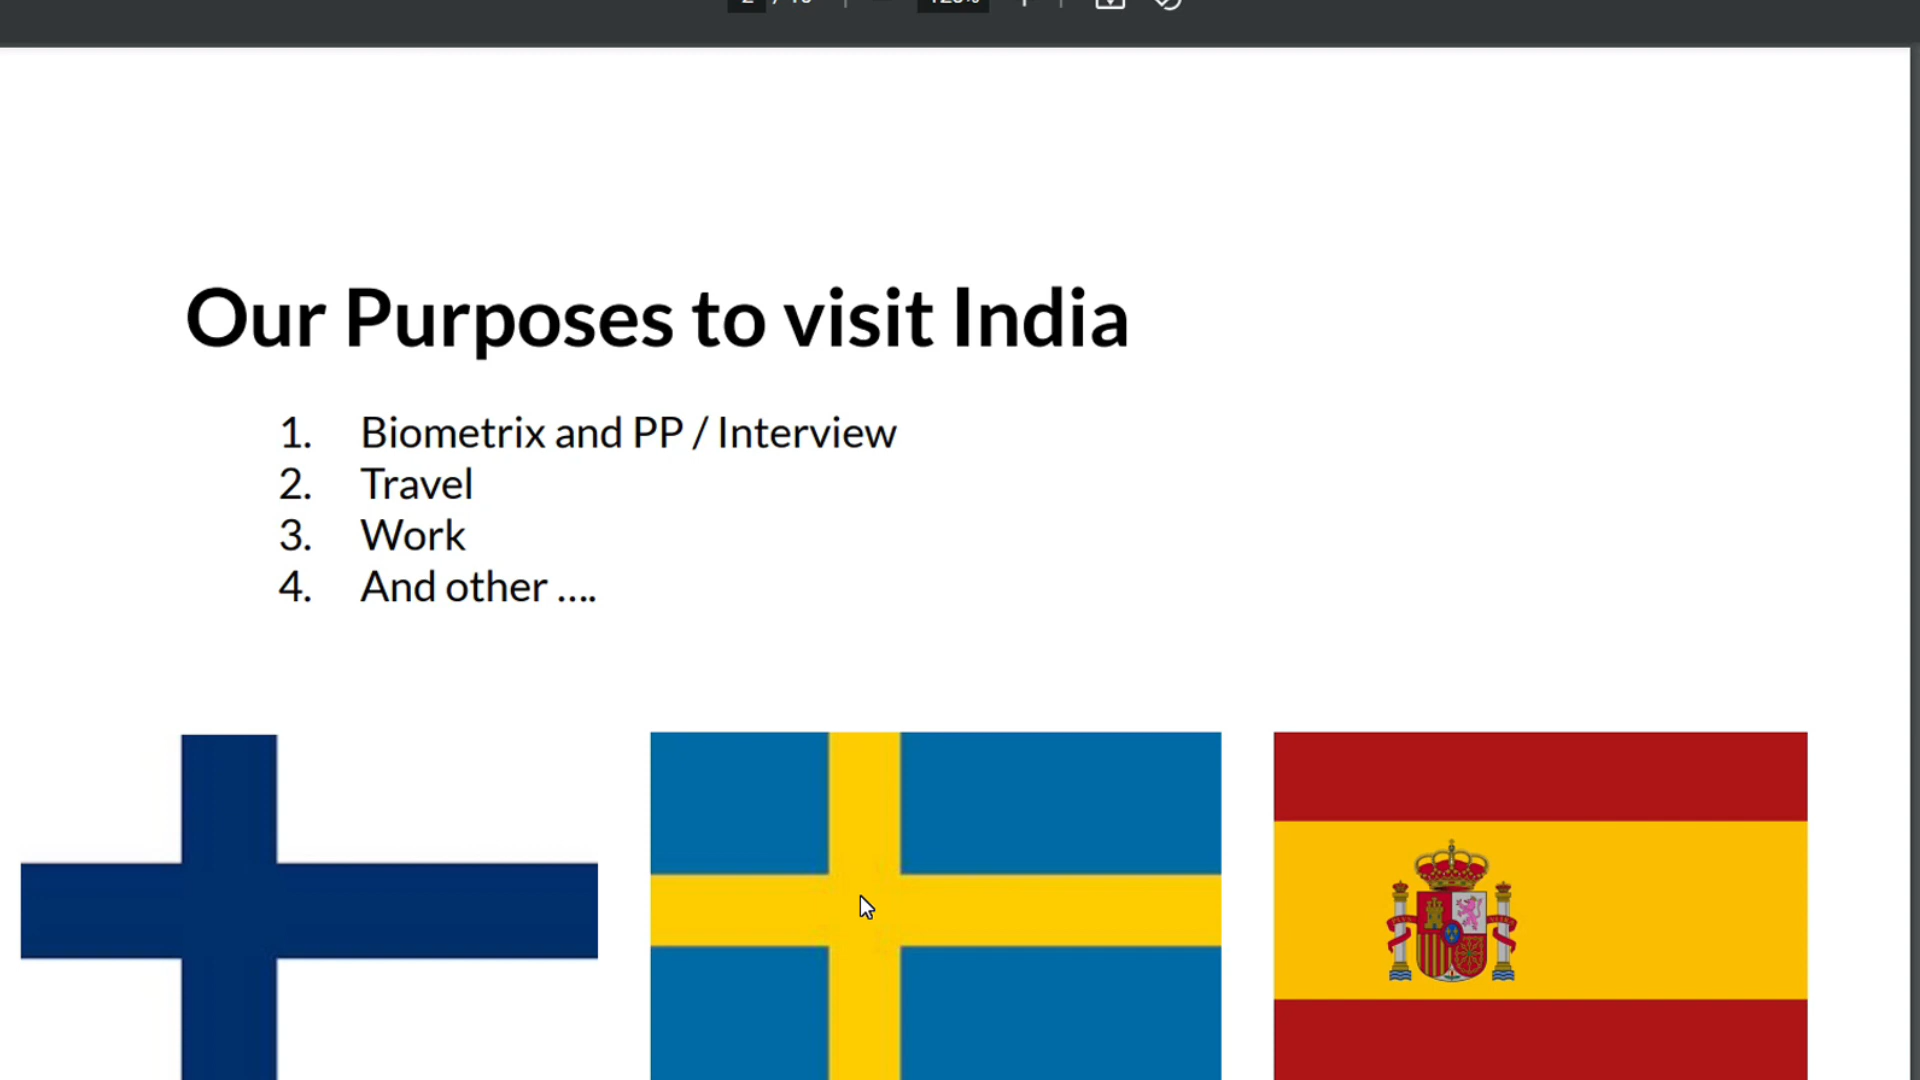 Our Purposes to visit India
1. Biometrix and PP / Interview
2. Travel
3. Work
4. And other ....